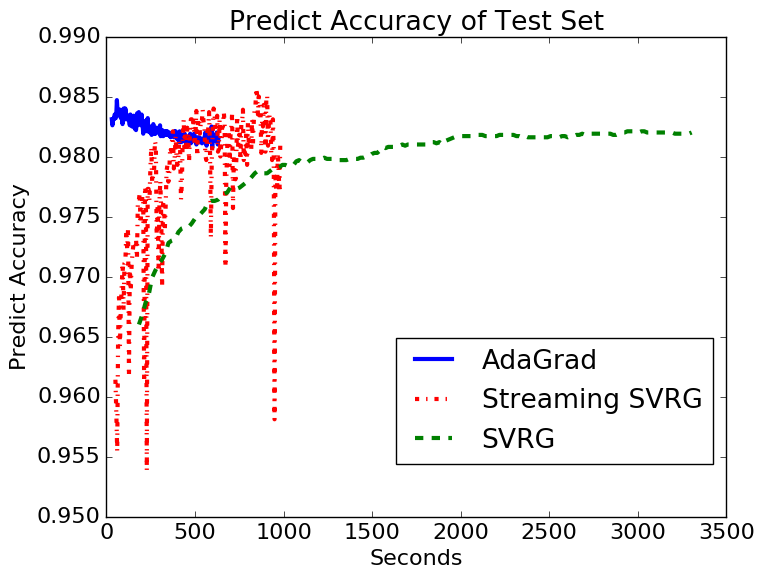 Predict Accuracy of Test Set
0.990
0.985
0.980
0.975
0.970
0.965
0.960
0.955
0.950
Predict Accuracy
AdaGrad
Streaming SVRG
SVRG
0 500 1000 1500 2000 2500 3000 3500
Seconds